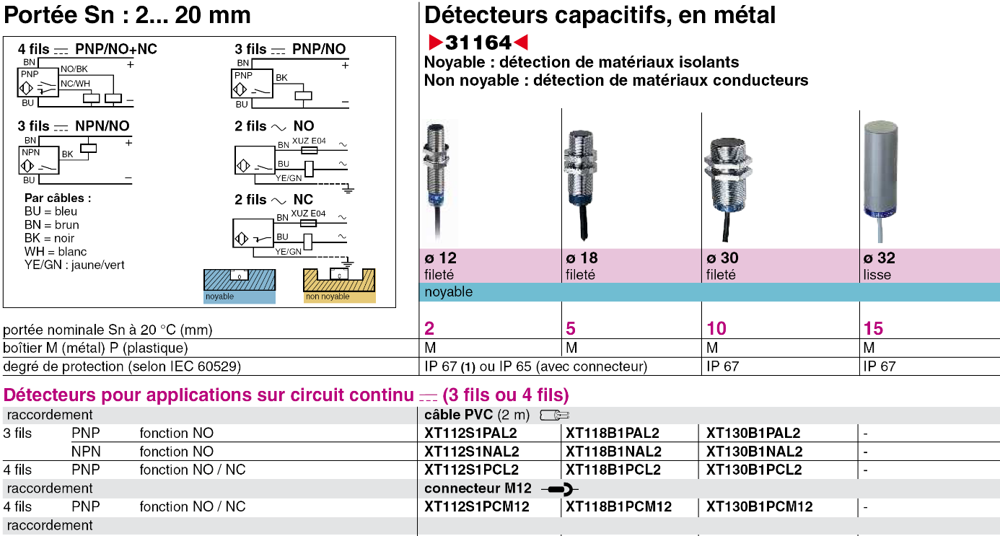 Portée Sn : 2... 20 mm
4 fils PNP/NO+NC
BN
PNP
NO/BK
NC/WH
BU
+
–
3 fils PNP/NO
BN
PNP
BK
BU
+
–
3 fils NPN/NO
BN
NPN
BK
BU
+
–
2 fils ~ NO
BN XUZ E04 ~
BU ~
YE/GN
2 fils ~ NC
BN XUZ E04 ~
BU ~
YE/GN
Par câbles :
BU = bleu
BN = brun
BK = noir
WH = blanc
YE/GN : jaune/vert
noyable
non noyable
Détecteurs capacitifs, en métal
31164
Noyable : détection de matériaux isolants
Non noyable : détection de matériaux conducteurs
ø 12 ø 18 ø 30 ø 32
fileté fileté fileté lisse
noyable
portée nominale Sn à 20 °C (mm) 2 5 10 15
boîtier M (métal) P (plastique) M M M M
degré de protection (selon IEC 60529) IP 67 (1) ou IP 65 (avec connecteur) IP 67 IP 67
Détecteurs pour applications sur circuit continu (3 fils ou 4 fils)
raccordement câble PVC (2 m)
3 fils PNP fonction NO XT112S1PAL2 XT118B1PAL2 XT130B1PAL2 -
NPN fonction NO XT112S1NAL2 XT118B1NAL2 XT130B1NAL2 -
4 fils PNP fonction NO / NC XT112S1PCL2 XT118B1PCL2 XT130B1PCL2 -
raccordement connecteur M12
4 fils PNP fonction NO / NC XT112S1PCM12 XT118B1PCM12 XT130B1PCM12 -
raccordement